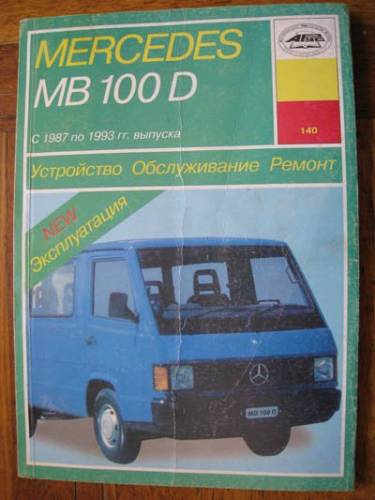 MERCEDES
MB 100 D
С 1987 по 1993 гг. выпуска
140
Устройство Обслуживание Ремонт
NEW
Эксплуатация
MB 100 D